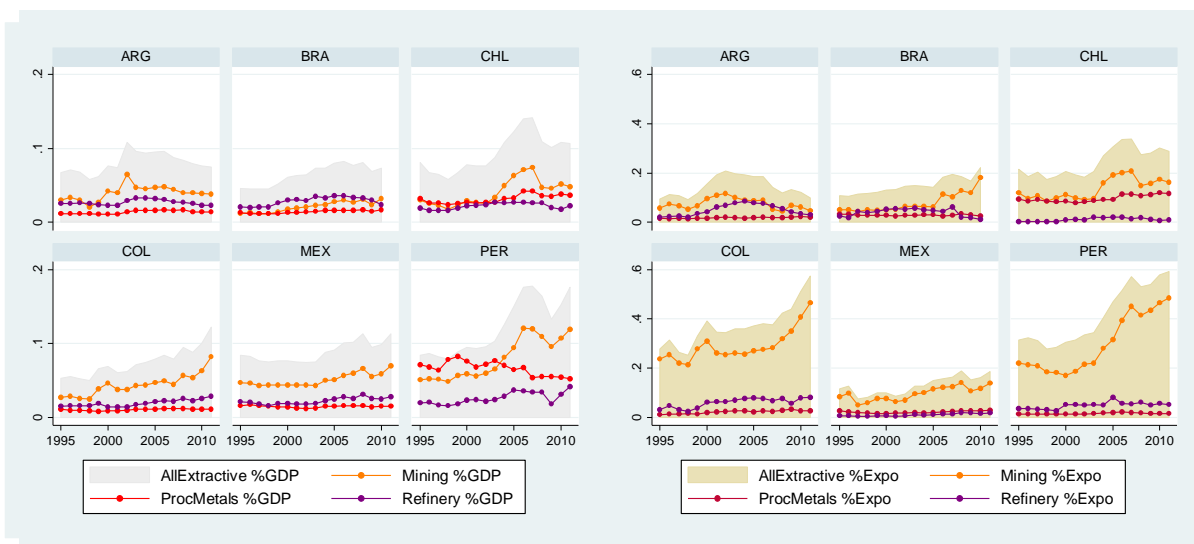 ARG BRA CHL
.2
.1
0
COL MEX PER
.2
.1
0
1995 2000 2005 2010 1995 2000 2005 2010 1995 2000 2005 2010
AllExtractive %GDP Mining %GDP
ProcMetals %GDP Refinery %GDP
ARG BRA CHL
.6
.4
.2
0
COL MEX PER
.6
.4
.2
0
1995 2000 2005 2010 1995 2000 2005 2010 1995 2000 2005 2010
AllExtractive %Expo Mining %Expo
ProcMetals %Expo Refinery %Expo